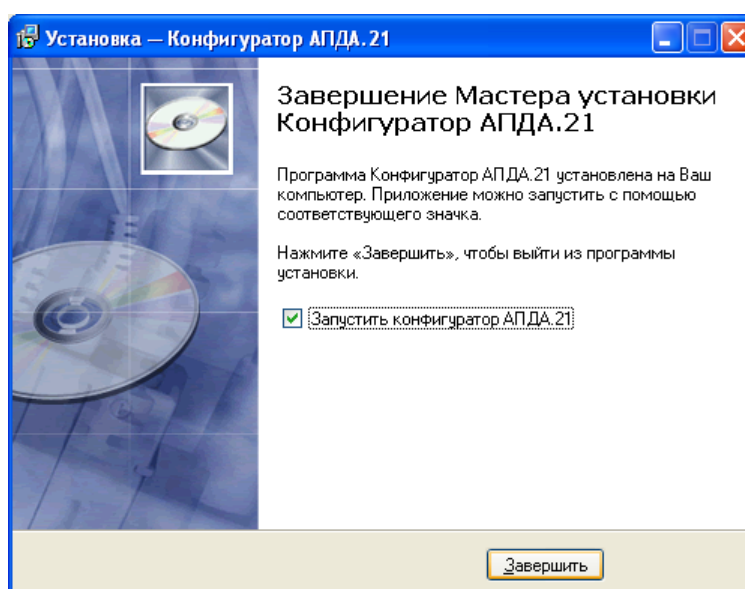 Установка — Конфигуратор АПДА.21
Завершение Мастера установки
Конфигуратор АПДА.21
Программа Конфигуратор АПДА.21 установлена на Ваш
компьютер. Приложение можно запустить с помощью
соответствующего значка.
Нажмите «Завершить», чтобы выйти из программы
установки.
Запустить конфигуратор АПДА.21
Завершить